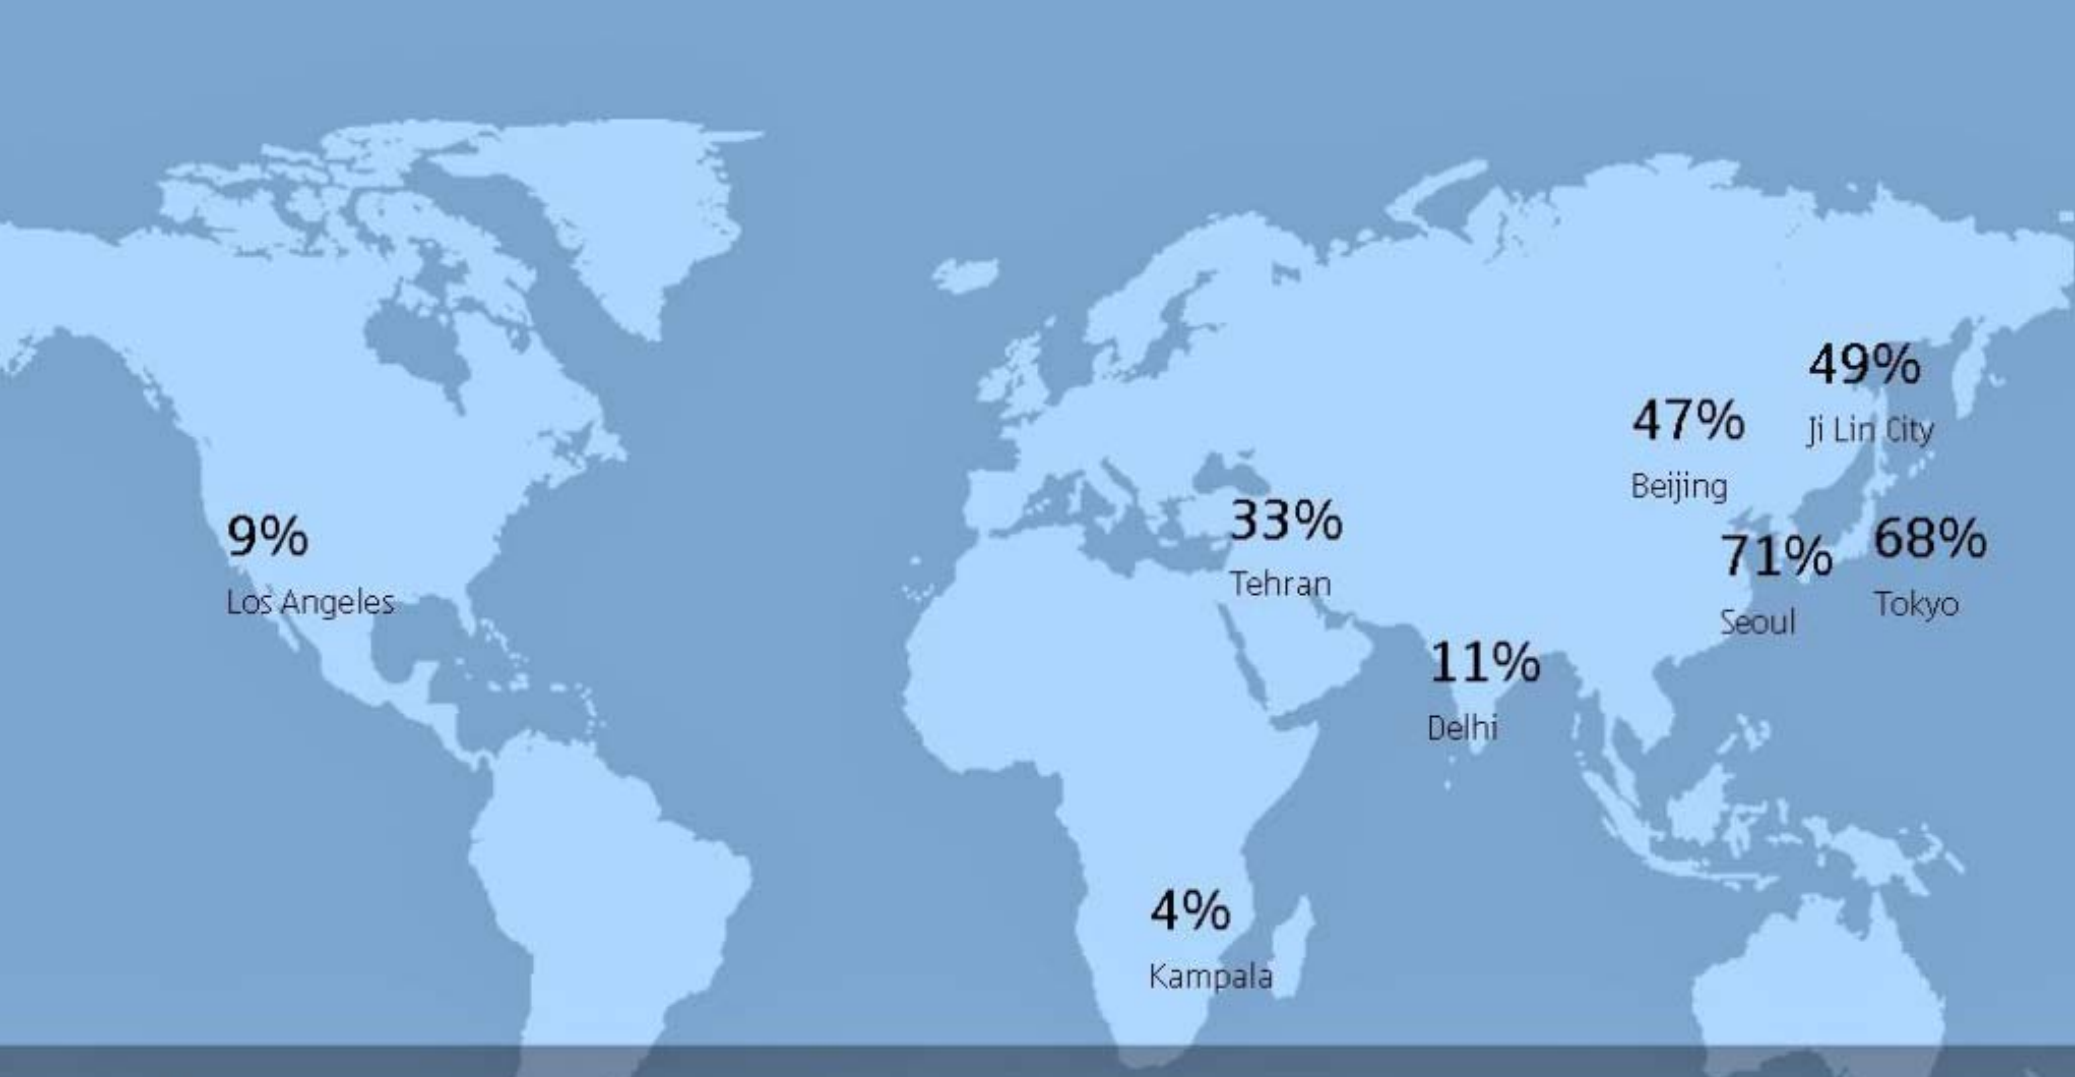 49%
Ji Lin City
47%
Beijing
33%
Tehran
9%
Los Angeles
71%
Seoul
68%
Tokyo
11%
Delhi
4%
Kampala